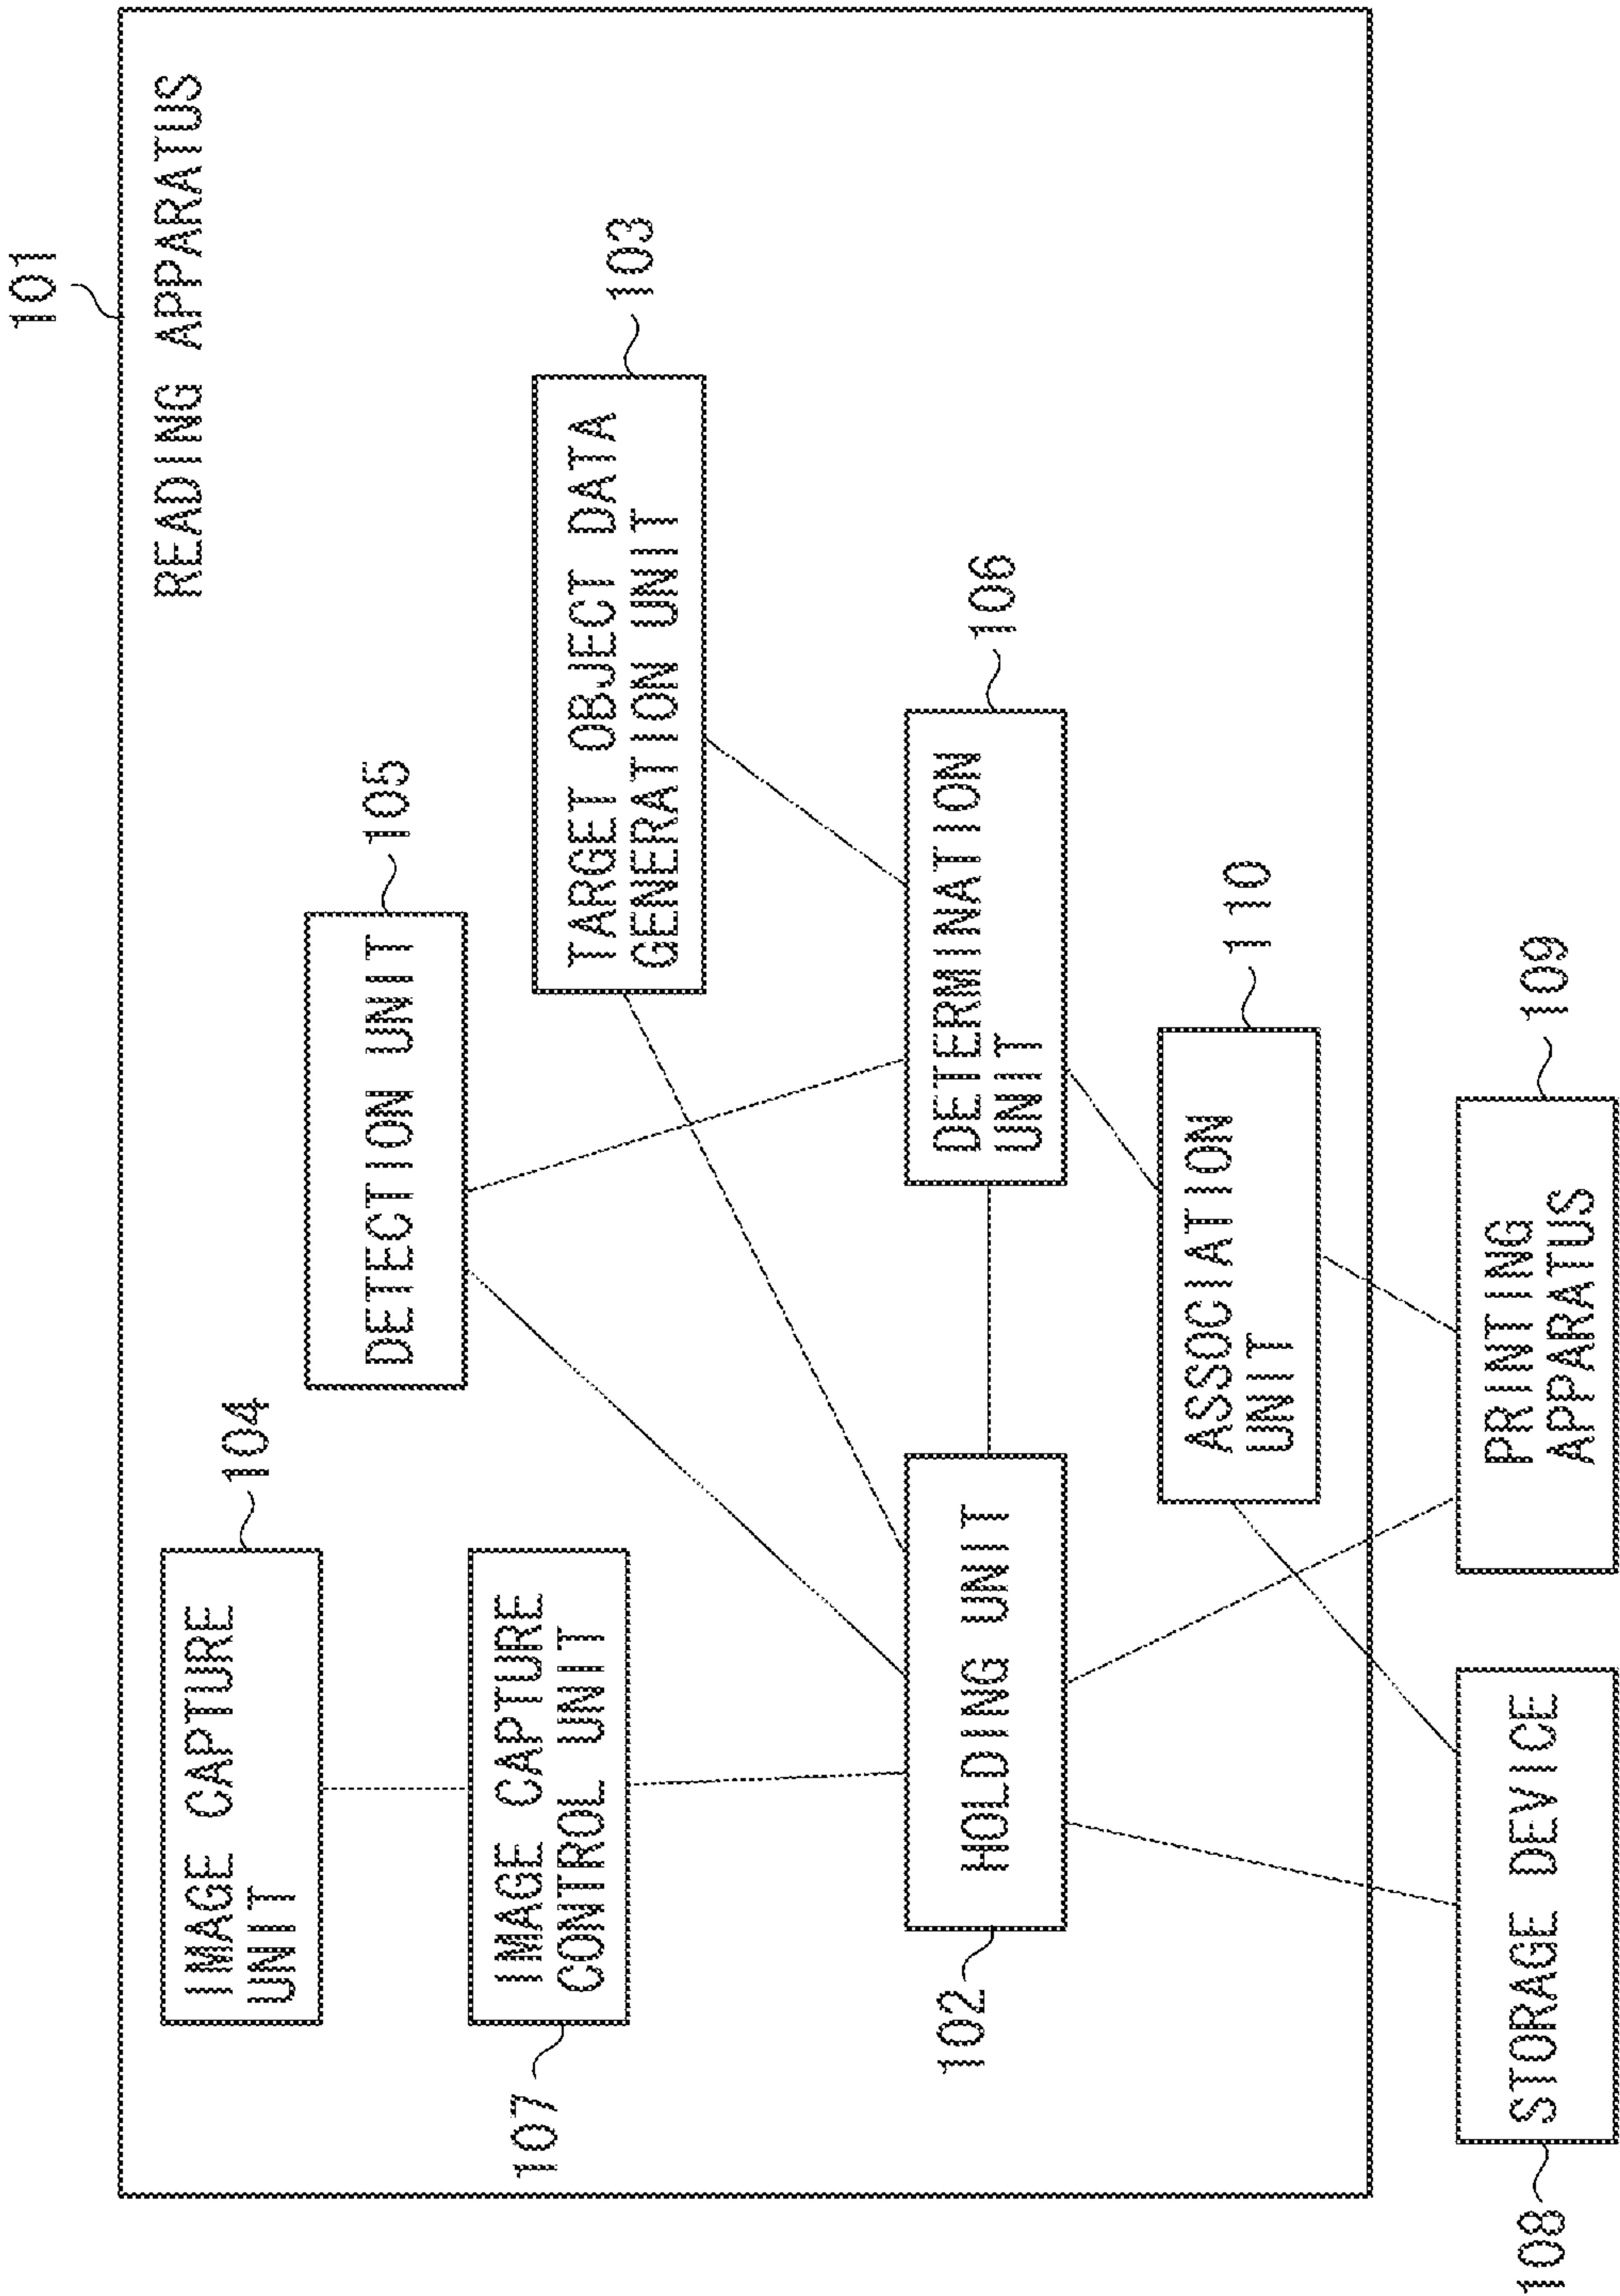 101
READING APPARATUS
104
IMAGE CAPTURE
UNIT
105
DETECTION UNIT
107
IMAGE CAPTURE
CONTROL UNIT
103
TARGET OBJECT DATA
GENERATION UNIT
102
HOLDING UNIT
106
DETERMINATION
UNIT
110
ASSOCIATION
UNIT
108
STORAGE DEVICE
109
PRINTING
APPARATUS